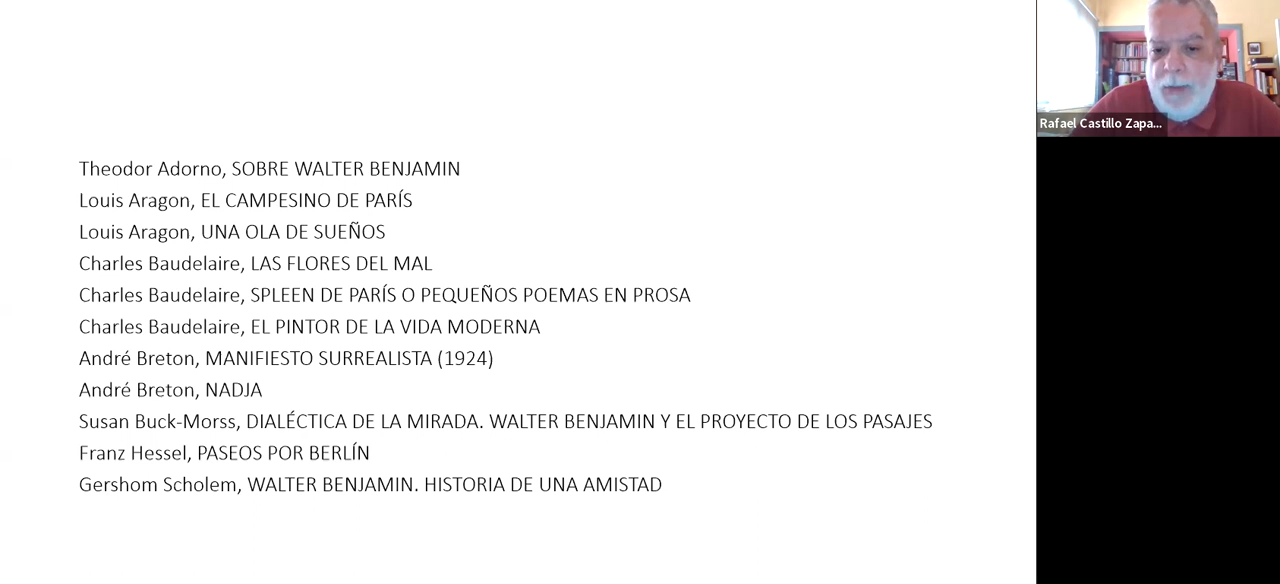 Theodor Adorno, SOBRE WALTER BENJAMIN
Louis Aragon, EL CAMPESINO DE PARÍS
Louis Aragon, UNA OLA DE SUEÑOS
Charles Baudelaire, LAS FLORES DEL MAL
Charles Baudelaire, SPLEEN DE PARÍS O PEQUEÑOS POEMAS EN PROSA
Charles Baudelaire, EL PINTOR DE LA VIDA MODERNA
André Breton, MANIFIESTO SURREALISTA (1924)
André Breton, NADJA
Susan Buck-Morss, DIALÉCTICA DE LA MIRADA. WALTER BENJAMIN Y EL PROYECTO DE LOS PASAJES
Franz Hessel, PASEOS POR BERLÍN
Gershom Scholem, WALTER BENJAMIN. HISTORIA DE UNA AMISTAD
Rafael Castillo Zapa...